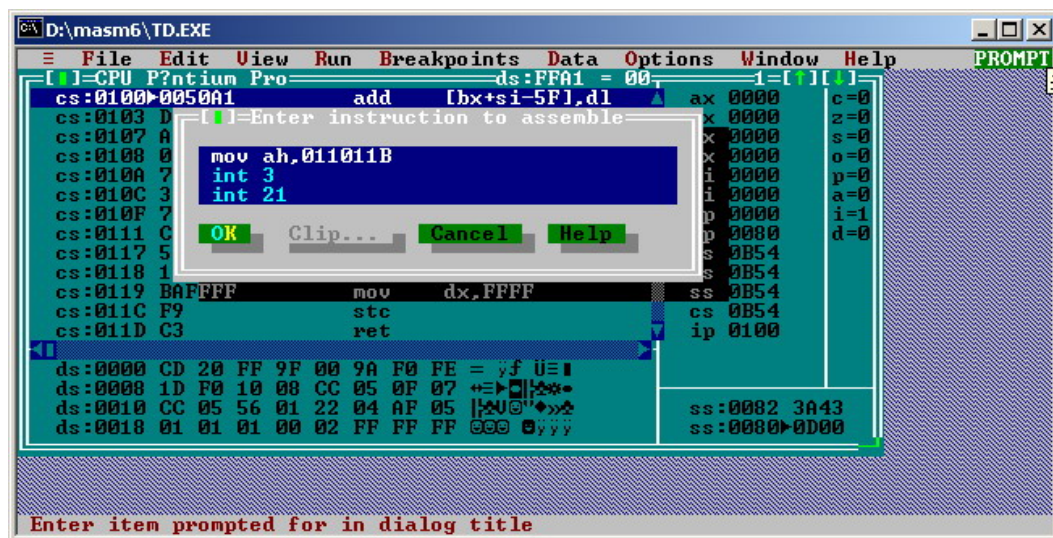 D:\masm6\TD.EXE
≡ File Edit View Run Breakpoints Data Options Window Help PROMPT
=[■]=CPU P?ntium Pro ds:FFA1 = 00 1=[↑][↓]=
cs:0100►0050A1 add [bx+si-5F],dl ax 0000 c=0
cs:0103 D =[■]=Enter instruction to assemble x 0000 z=0
cs:0107 A x 0000 s=0
cs:0108 0 mov ah,011011B x 0000 o=0
cs:010A 7 int 3 i 0000 p=0
cs:010C 3 int 21 i 0000 a=0
cs:010F 7 p 0000 i=1
cs:0111 C OK Clip... Cancel Help p 0080 d=0
cs:0117 5 s 0B54
cs:0118 1 s 0B54
cs:0119 BAFFFF mov dx,FFFF ss 0B54
cs:011C F9 stc cs 0B54
cs:011D C3 ret ip 0100
ds:0000 CD 20 FF 9F 00 9A F0 FE = ÿƒ Ü≡■
ds:0008 1D F0 10 08 CC 05 0F 07 ↔≡►◘╠♣☼•
ds:0010 CC 05 56 01 22 04 AF 05 ╠♣V☺"♦»♣ ss:0082 3A43
ds:0018 01 01 01 00 02 FF FF FF ☺☺☺ ☻ÿÿÿ ss:0080►0D00
Enter item prompted for in dialog title